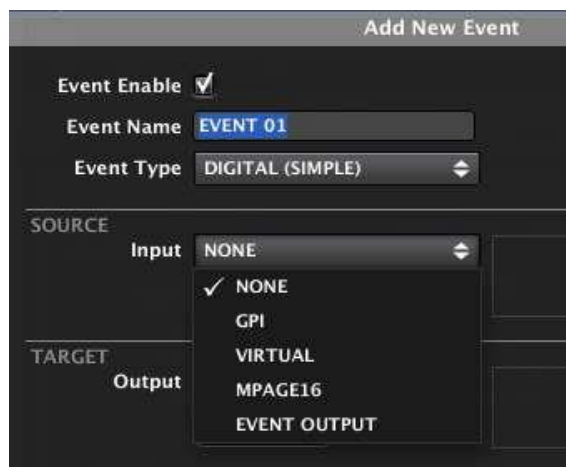 Add New Event
Event Enable
Event Name EVENT 01
Event Type DIGITAL (SIMPLE)
SOURCE
Input NONE
NONE
GPI
VIRTUAL
TARGET
Output
MPAGE16
EVENT OUTPUT